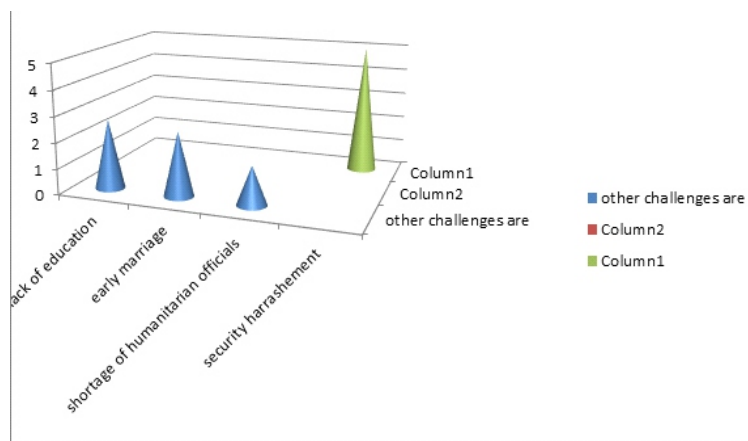 5
4
3
2
1
0
lack of education
early marriage
shortage of humanitarian officials
security harrashement
Column1
Column2
other challenges are
other challenges are
Column2
Column1